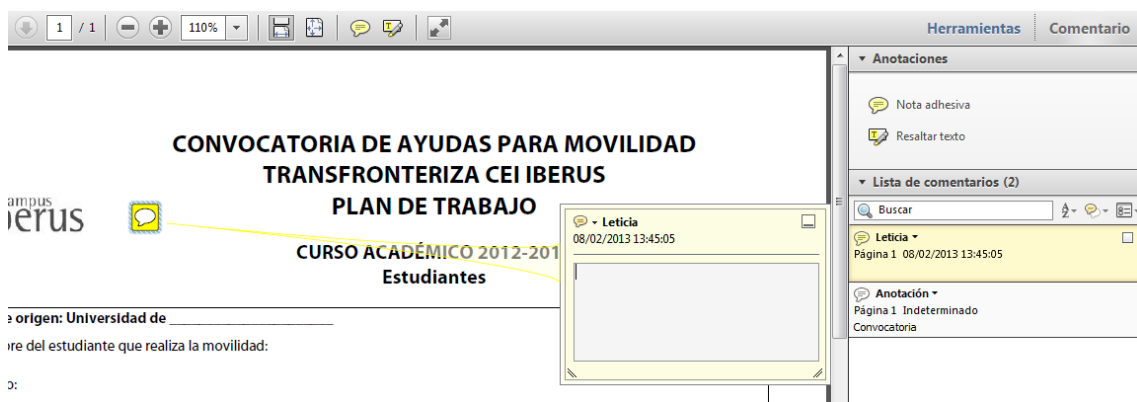 1 / 1 110% Herramientas Comentario
Anotaciones
Nota adhesiva
Resaltar texto
CONVOCATORIA DE AYUDAS PARA MOVILIDAD
TRANSFRONTERIZA CEI IBERUS
PLAN DE TRABAJO
CURSO ACADÉMICO 2012-201
Estudiantes
ampus
erus
e origen: Universidad de ______________________
re del estudiante que realiza la movilidad:
o:
Leticia
08/02/2013 13:45:05
Lista de comentarios (2)
Buscar
Leticia
Página 1 08/02/2013 13:45:05
Anotación
Página 1 Indeterminado
Convocatoria